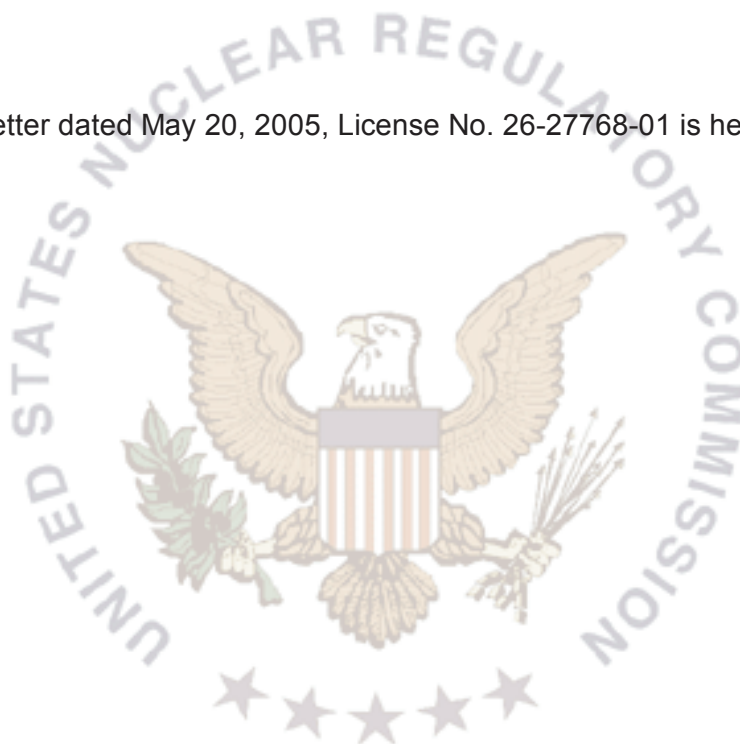 UNITED STATES NUCLEAR REGULATORY COMMISSION
etter dated May 20, 2005, License No. 26-27768-01 is he